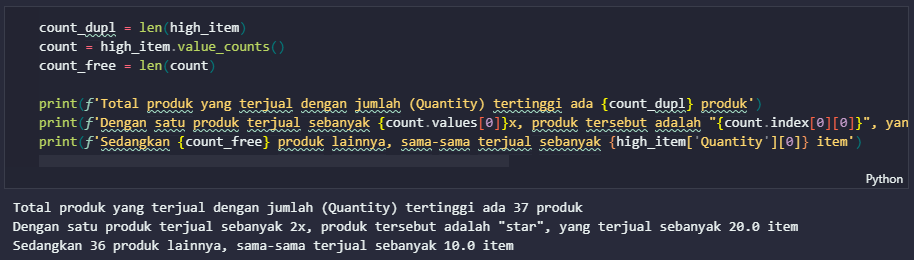 count_dupl = len(high_item)
count = high_item.value_counts()
count_free = len(count)
print(f'Total produk yang terjual dengan jumlah (Quantity) tertinggi ada {count_dupl} produk')
print(f'Dengan satu produk terjual sebanyak {count.values[0]}x, produk tersebut adalah "{count.index[0][0]}", yan
print(f'Sedangkan {count_free} produk lainnya, sama-sama terjual sebanyak {high_item['Quantity'][0]} item')
Python
Total produk yang terjual dengan jumlah (Quantity) tertinggi ada 37 produk
Dengan satu produk terjual sebanyak 2x, produk tersebut adalah "star", yang terjual sebanyak 20.0 item
Sedangkan 36 produk lainnya, sama-sama terjual sebanyak 10.0 item